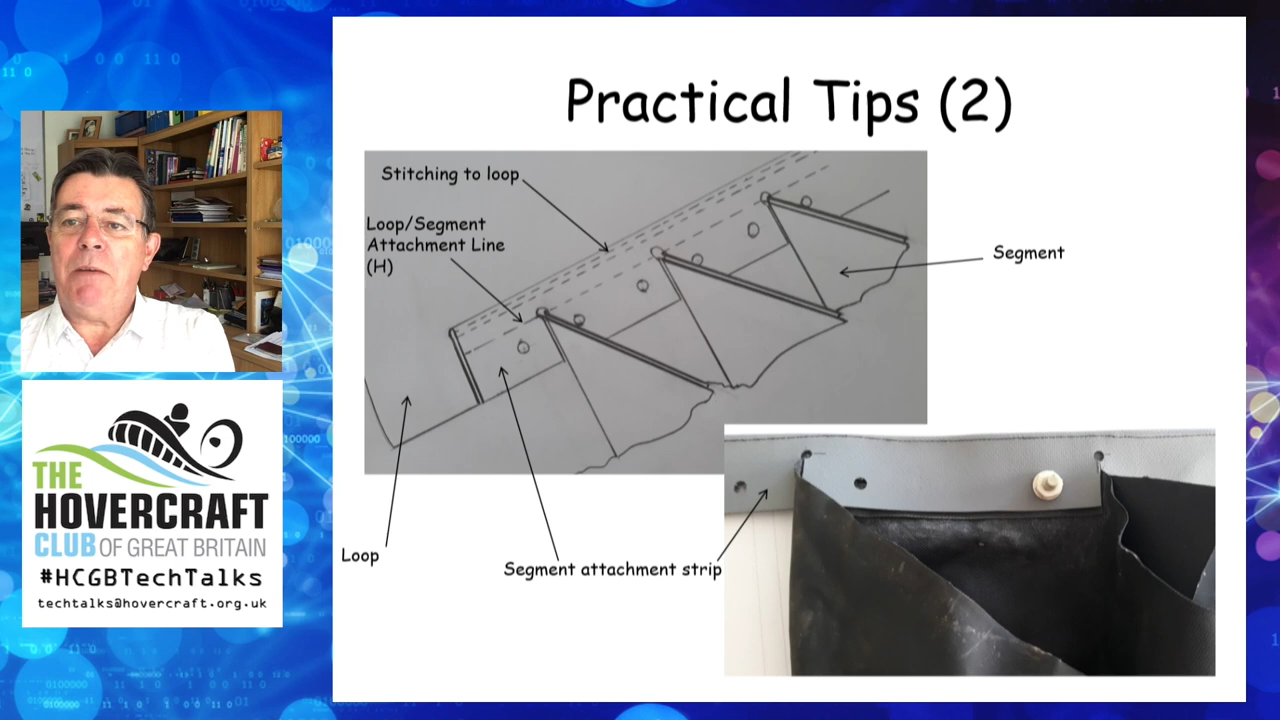 Practical Tips (2)
Stitching to loop
Loop/Segment
Attachment Line
(H)
Segment
Loop
Segment attachment strip
THE
HOVERCRAFT
CLUB OF GREAT BRITAIN
#HCGBTechTalks
techtalks@hovercraft.org.uk